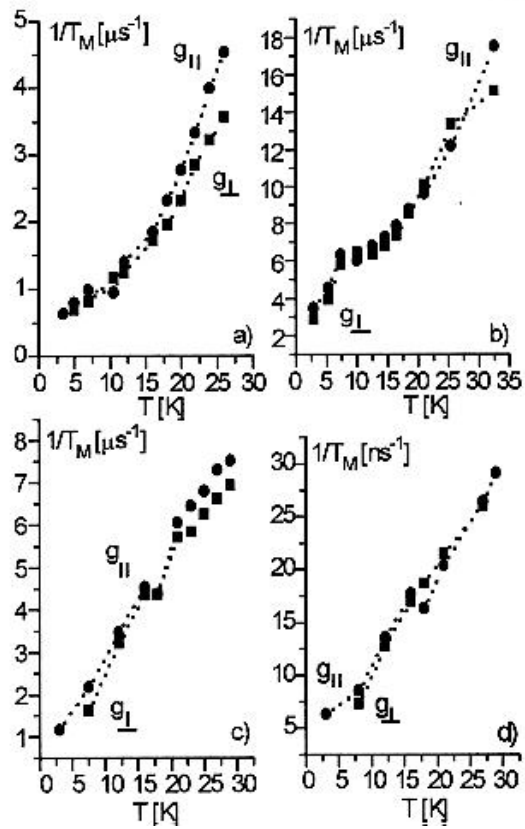 5
1/T_M [μs⁻¹]
g_||
4
3
g_⊥
2
1
a)
0
0 5 10 15 20 25 30
T [K]
18
1/T_M [μs⁻¹]
g_||
16
14
12
10
8
6
4
g_⊥
b)
2
0 5 10 15 20 25 30 35
T [K]
8
1/T_M [μs⁻¹]
7
6
g_||
5
4
3
2
g_⊥
1
c)
0 5 10 15 20 25 30
T [K]
30
1/T_M [ns⁻¹]
25
20
15
10
g_||
g_⊥
5
d)
0 5 10 15 20 25 30
T [K]